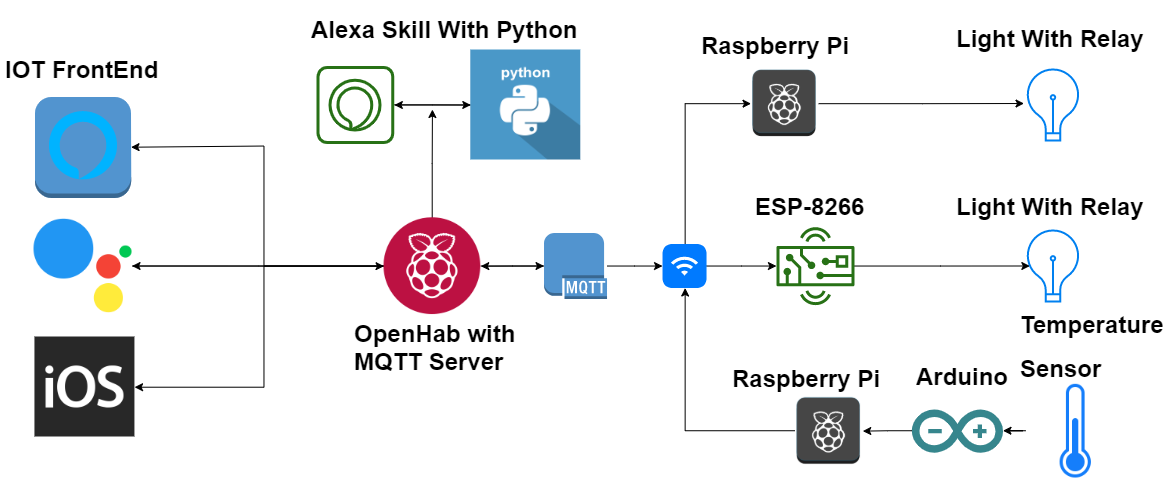 Alexa Skill With Python
IOT FrontEnd
python
Raspberry Pi
Light With Relay
ESP-8266
Light With Relay
MQTT
OpenHab with
MQTT Server
iOS
Temperature
Sensor
Raspberry Pi
Arduino